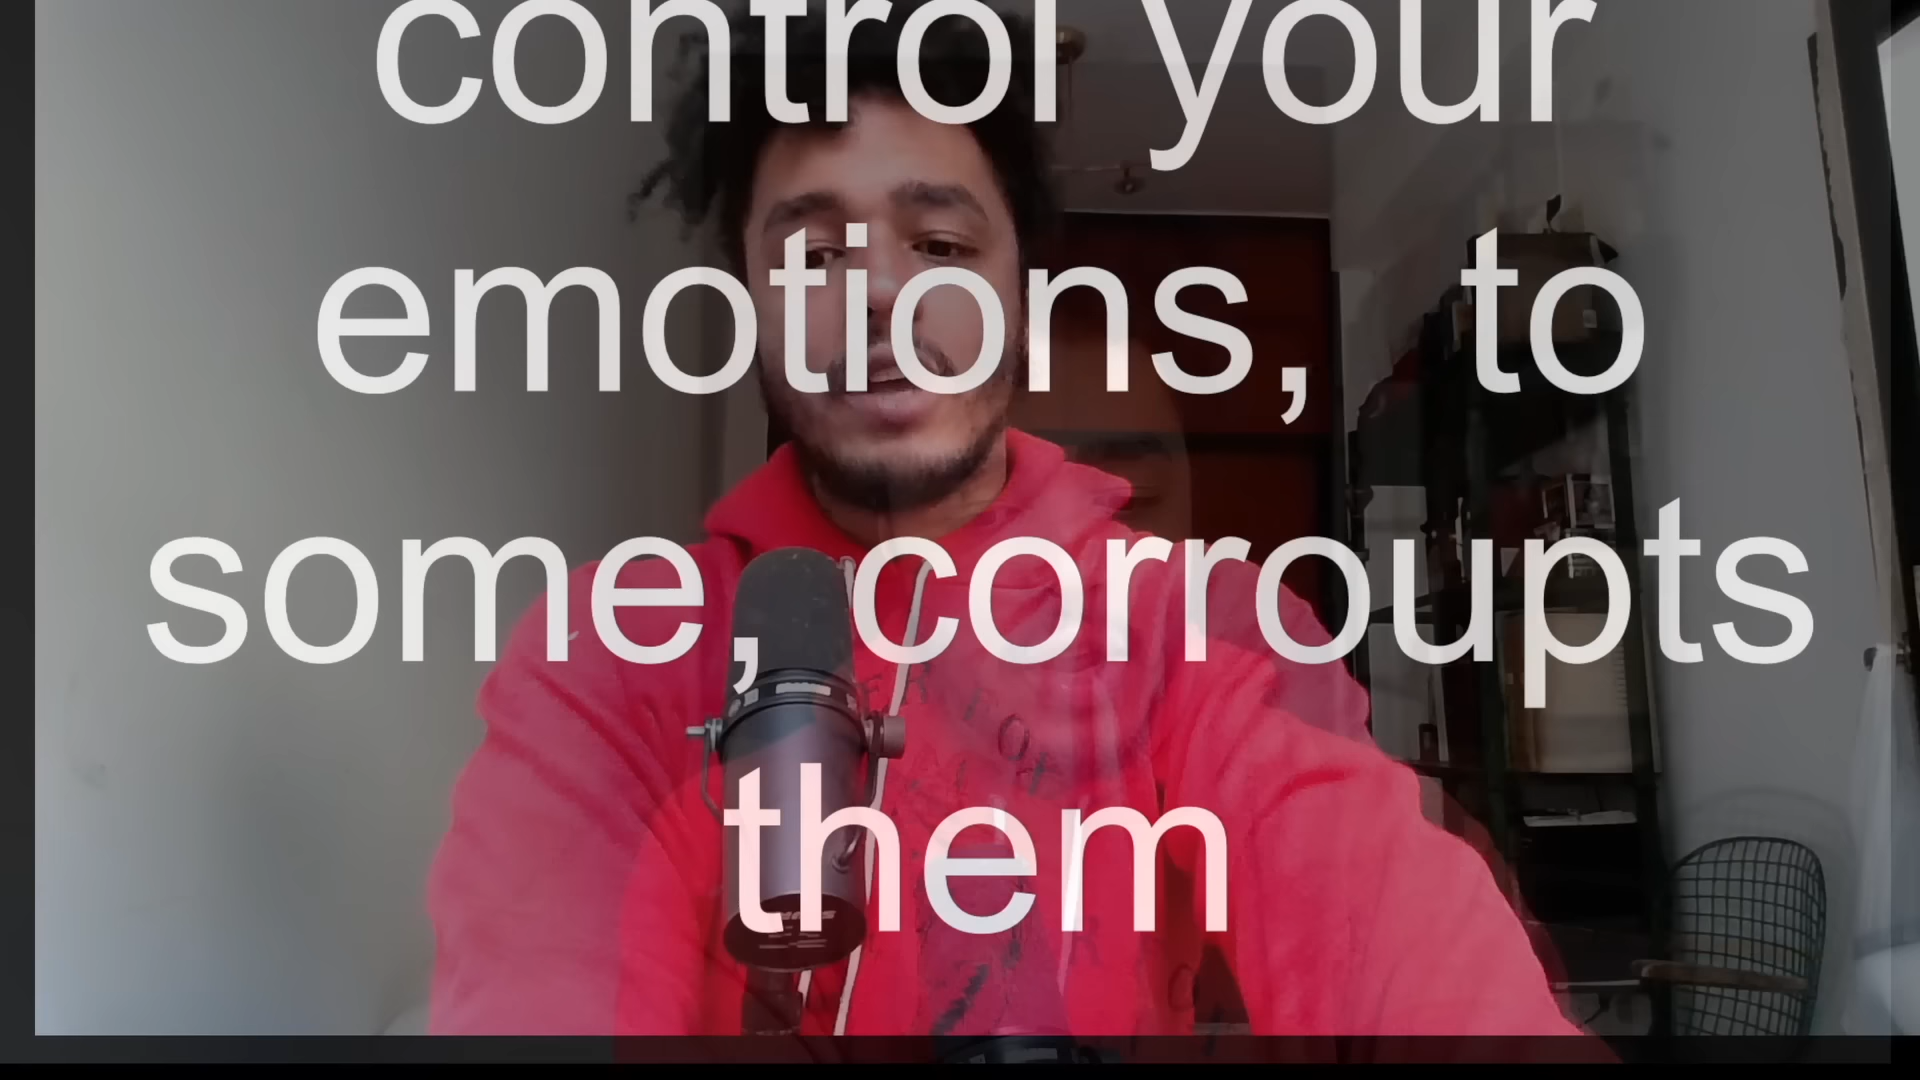 control your
emotions, to
some, corroupts
them